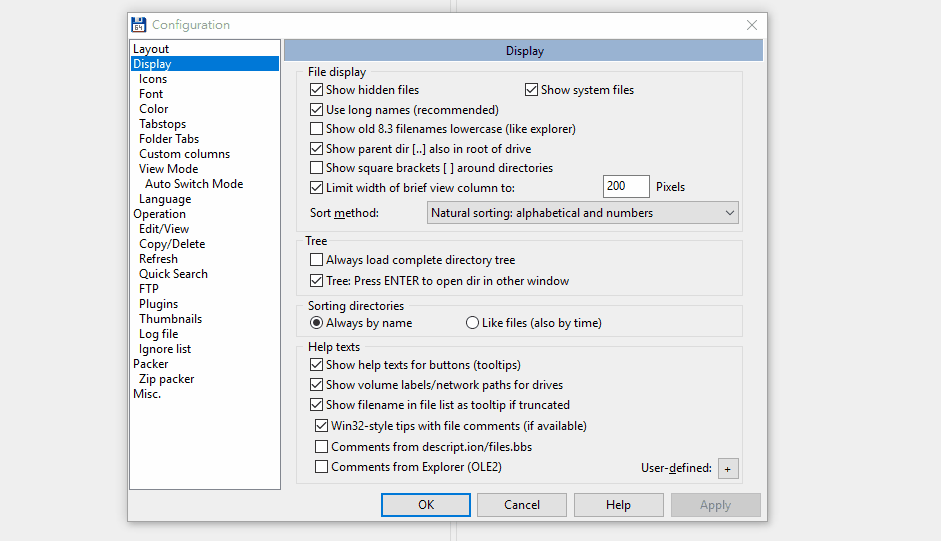 Configuration
Layout
Display
Icons
Font
Color
Tabstops
Folder Tabs
Custom columns
View Mode
Auto Switch Mode
Language
Operation
Edit/View
Copy/Delete
Refresh
Quick Search
FTP
Plugins
Thumbnails
Log file
Ignore list
Packer
Zip packer
Misc.
Display
File display
Show hidden files Show system files
Use long names (recommended)
Show old 8.3 filenames lowercase (like explorer)
Show parent dir [..] also in root of drive
Show square brackets [ ] around directories
Limit width of brief view column to: 200 Pixels
Sort method: Natural sorting: alphabetical and numbers
Tree
Always load complete directory tree
Tree: Press ENTER to open dir in other window
Sorting directories
Always by name Like files (also by time)
Help texts
Show help texts for buttons (tooltips)
Show volume labels/network paths for drives
Show filename in file list as tooltip if truncated
Win32-style tips with file comments (if available)
Comments from descript.ion/files.bbs
Comments from Explorer (OLE2) User-defined: +
OK Cancel Help Apply